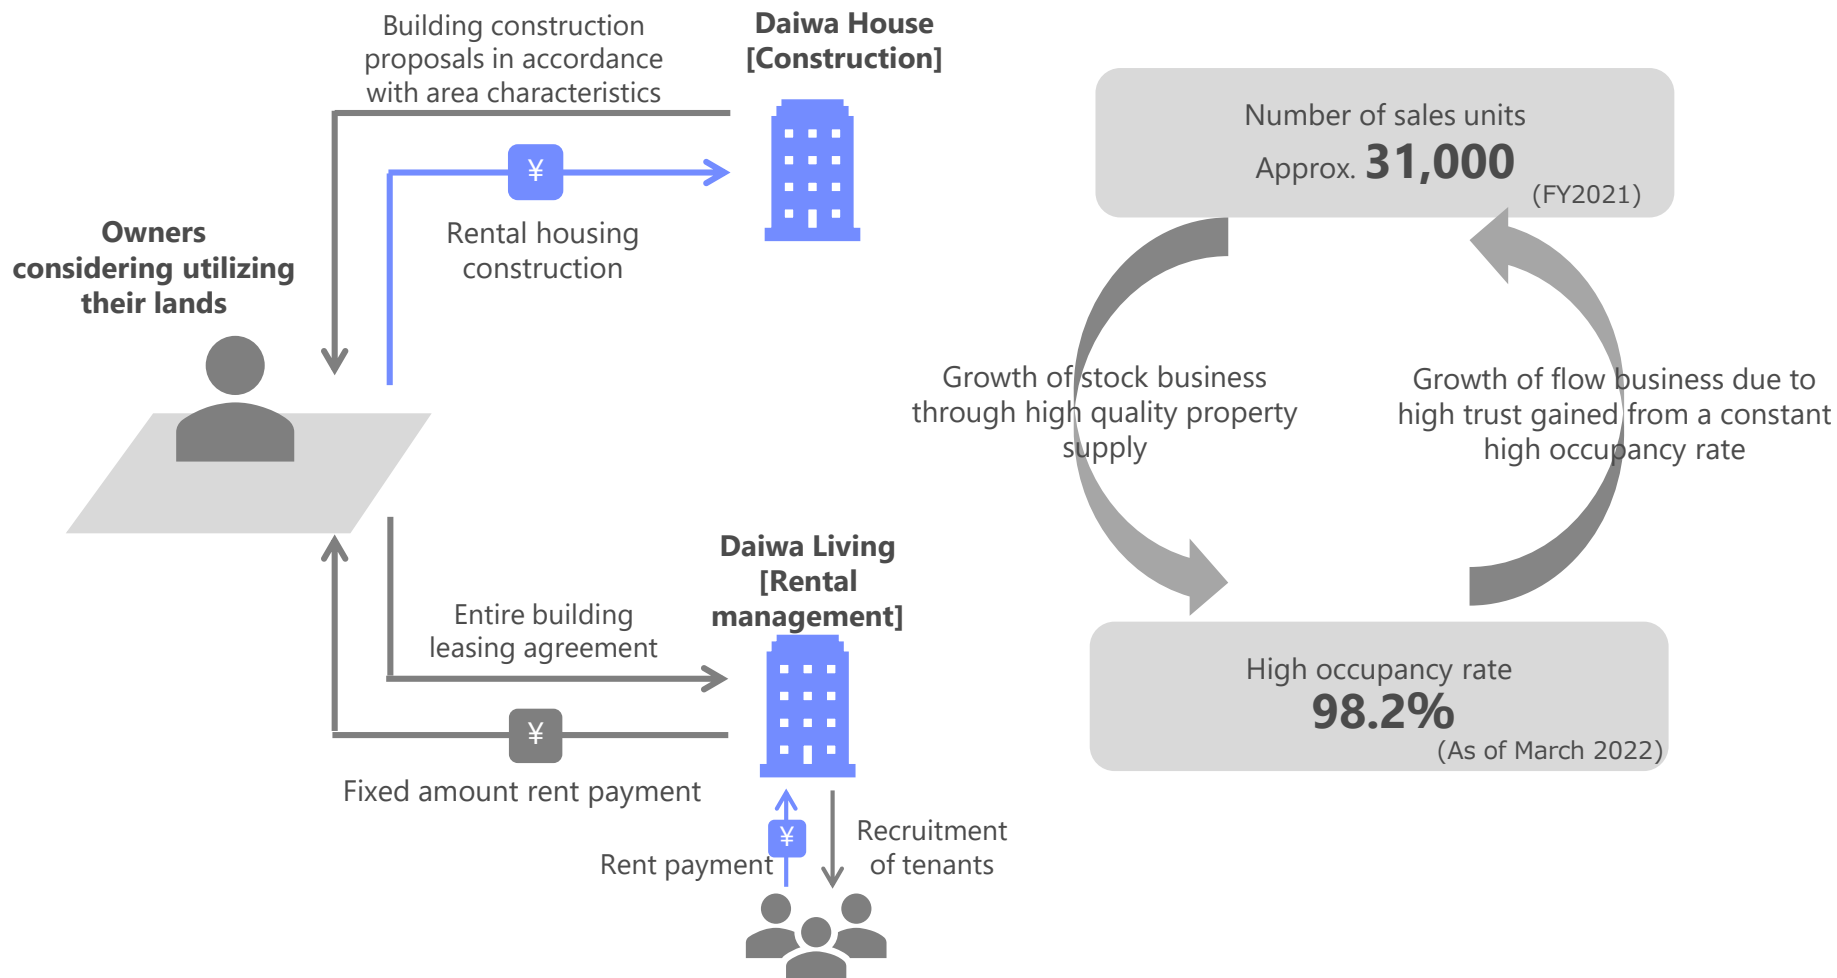 Building construction
proposals in accordance
with area characteristics
Daiwa House
[Construction]
¥
Rental housing
construction
Owners
considering utilizing
their lands
Daiwa Living
[Rental
management]
Entire building
leasing agreement
¥
Fixed amount rent payment
¥
Rent payment
Recruitment
of tenants
Number of sales units
Approx. 31,000
(FY2021)
Growth of stock business
through high quality property
supply
Growth of flow business due to
high trust gained from a constant
high occupancy rate
High occupancy rate
98.2%
(As of March 2022)